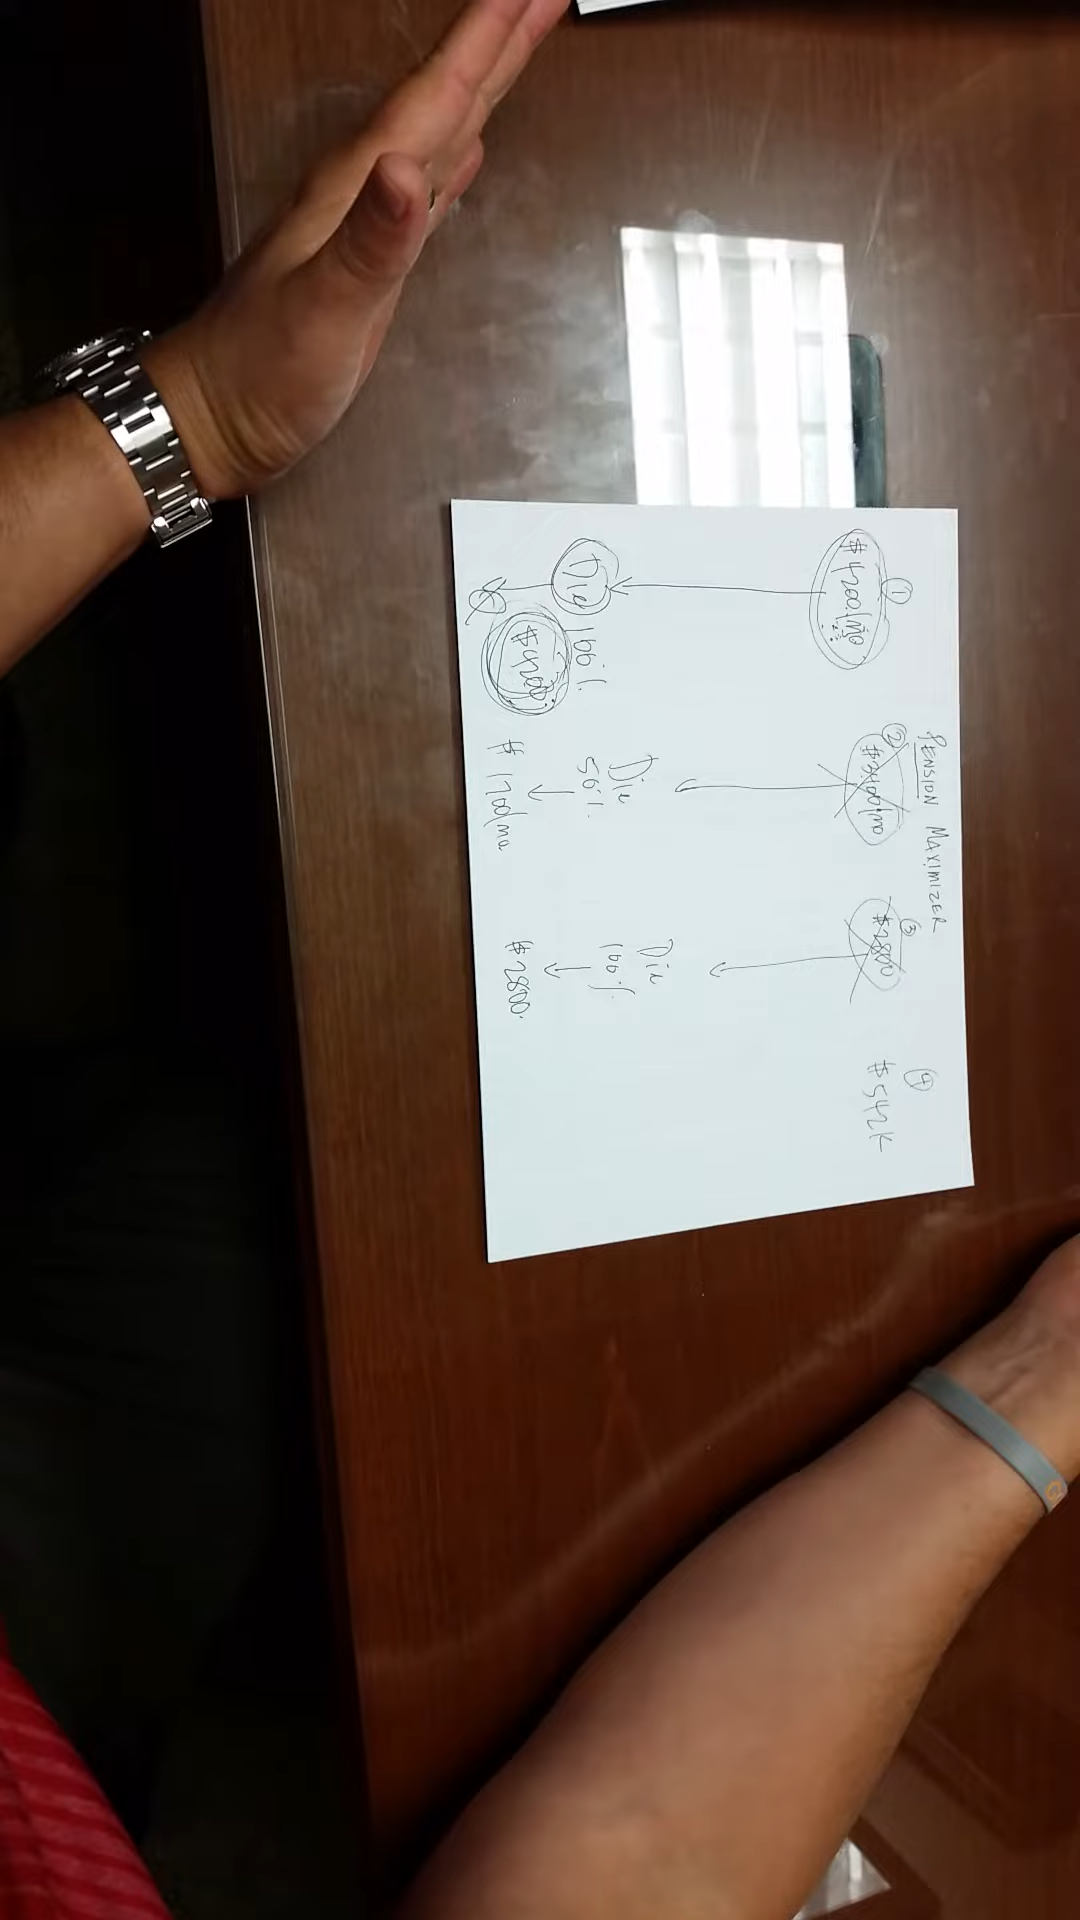 PENSION MAXIMIZER
① ② ③ ④
$4200/mo $3400/mo $2800 $542K
Die Die Die
100% 50% 100%
$0 $4200 $1700/mo $2800